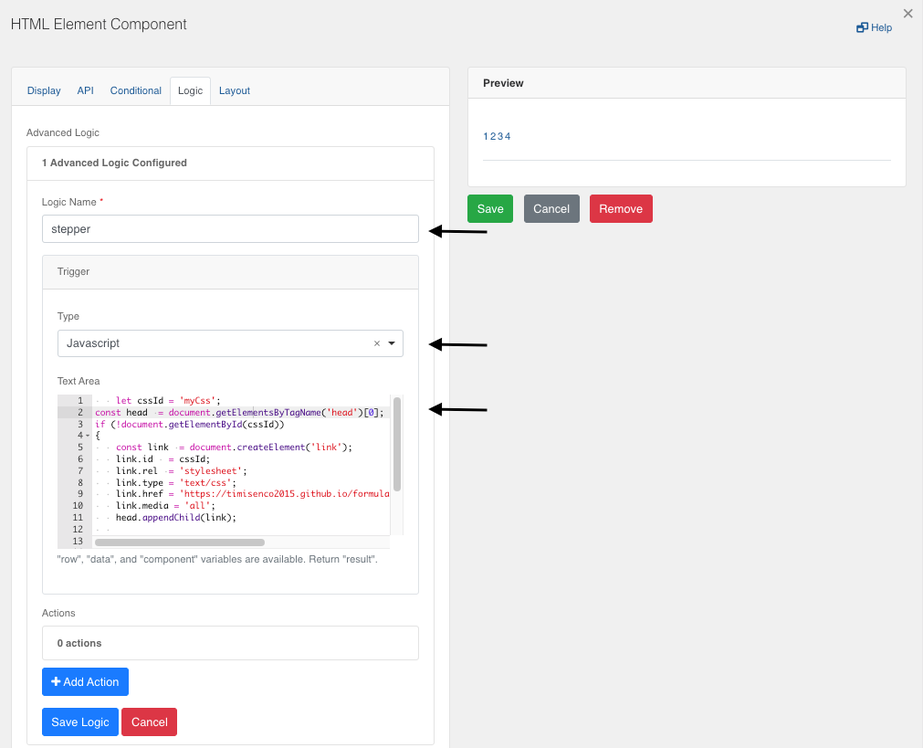 HTML Element Component
×
Help
Display API Conditional Logic Layout
Advanced Logic
1 Advanced Logic Configured
Logic Name *
stepper
Trigger
Type
Javascript ×
Text Area
1 let cssId = 'myCss';
2 const head = document.getElementsByTagName('head')[0];
3 if (!document.getElementById(cssId))
4 {
5 const link = document.createElement('link');
6 link.id = cssId;
7 link.rel = 'stylesheet';
8 link.type = 'text/css';
9 link.href = 'https://timisenco2015.github.io/formula
10 link.media = 'all';
11 head.appendChild(link);
12
13
"row", "data", and "component" variables are available. Return "result".
Actions
0 actions
+ Add Action
Save Logic Cancel
Preview
1 2 3 4
Save Cancel Remove